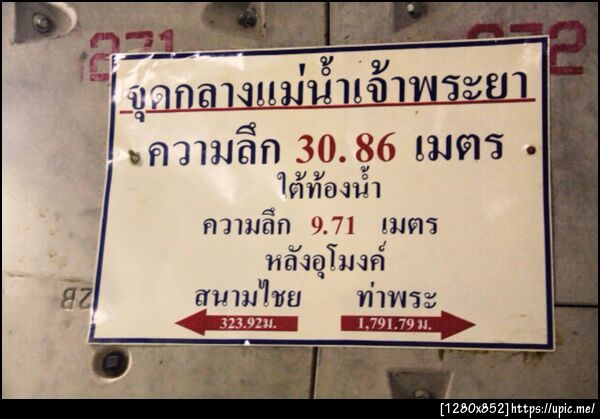 271
272
จุดกลางแม่น้ำเจ้าพระยา
ความลึก 30.86 เมตร
ใต้ท้องน้ำ
ความลึก 9.71 เมตร
หลังอุโมงค์
สนามไชย ท่าพระ
323.92ม. 1,791.79 ม.
2B
[1280x852]https://upic.me/